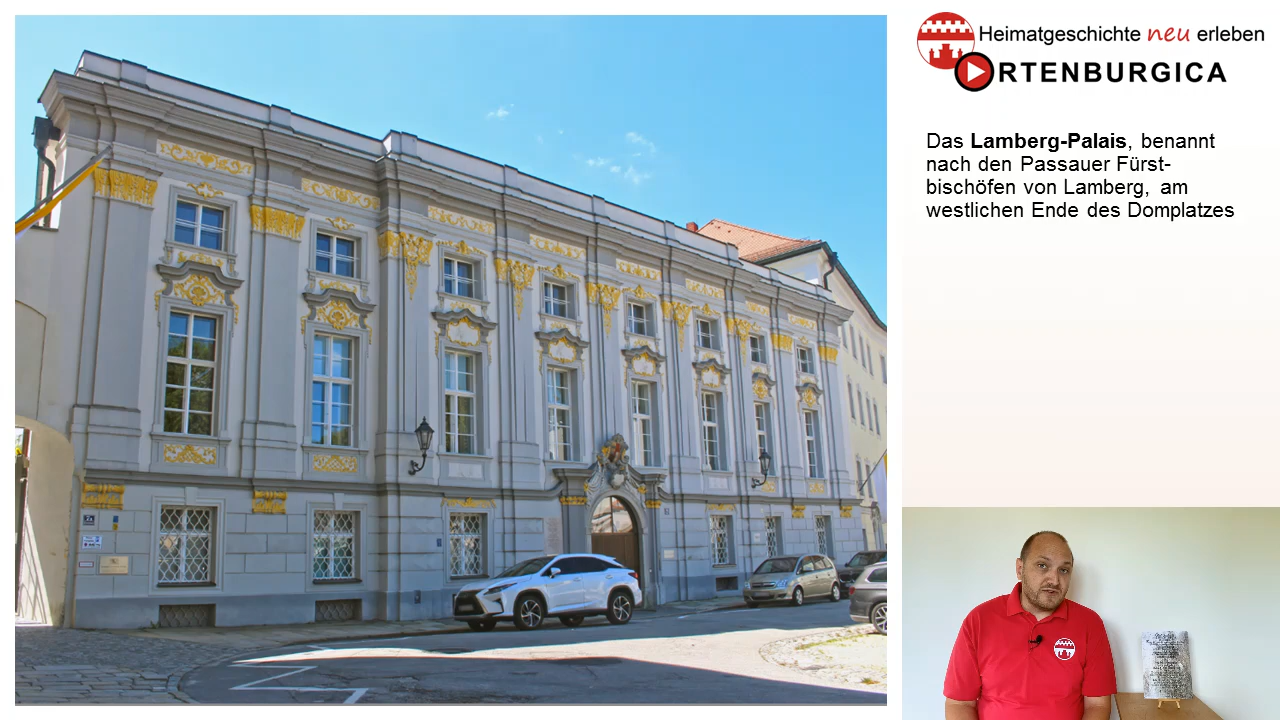 Heimatgeschichte neu erleben
ORTENBURGICA
Das Lamberg-Palais, benannt
nach den Passauer Fürst-
bischöfen von Lamberg, am
westlichen Ende des Domplatzes